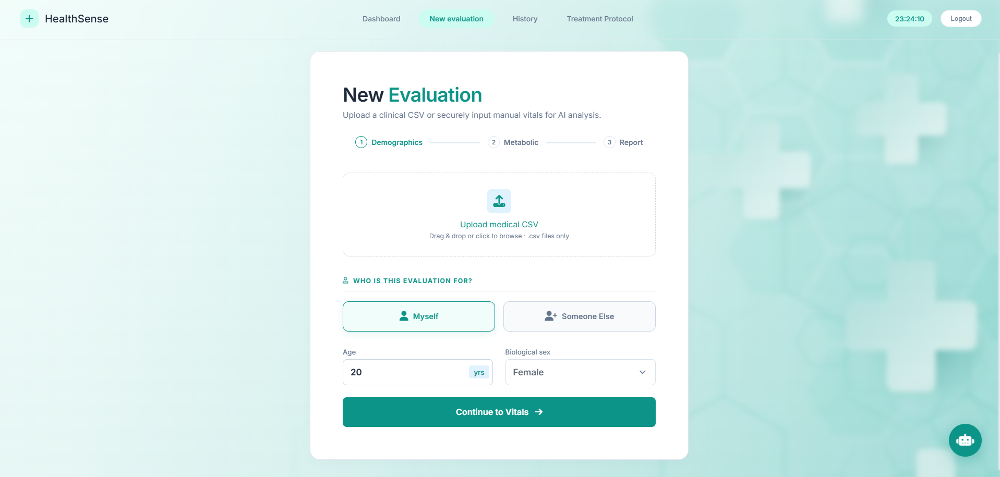 HealthSense
Dashboard
New evaluation
History
Treatment Protocol
23:24:10
Logout
New Evaluation
Upload a clinical CSV or securely input manual vitals for AI analysis.
1 Demographics
2 Metabolic
3 Report
Upload medical CSV
Drag & drop or click to browse · .csv files only
WHO IS THIS EVALUATION FOR?
Myself
Someone Else
Age
Biological sex
20 yrs
Female
Continue to Vitals →